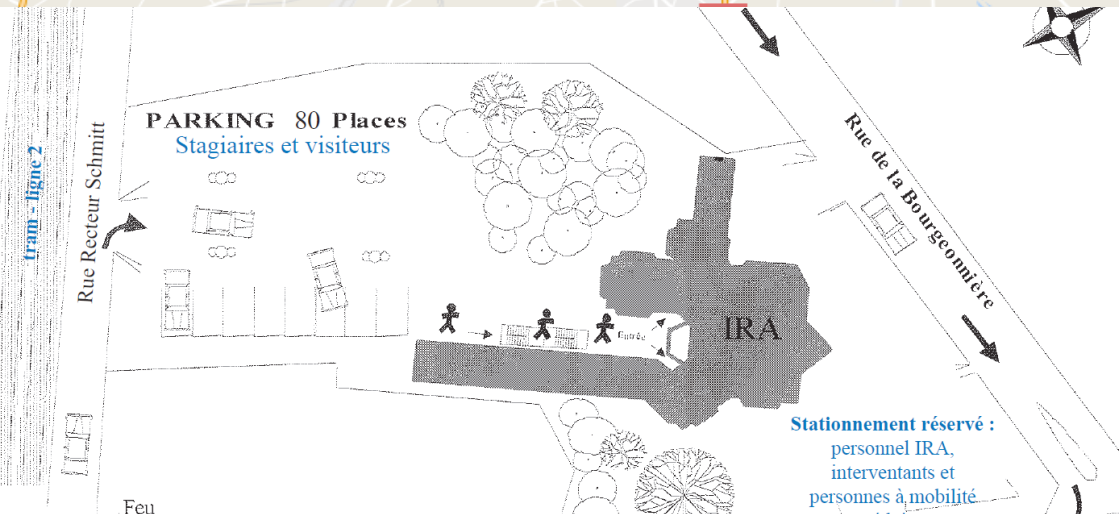 PARKING 80 Places
Stagiaires et visiteurs
tram - ligne 2
Rue Recteur Schmitt
Rue de la Bourgeonnière
Entrée
IRA
Stationnement réservé :
personnel IRA,
interventants et
personnes à mobilité
Feu